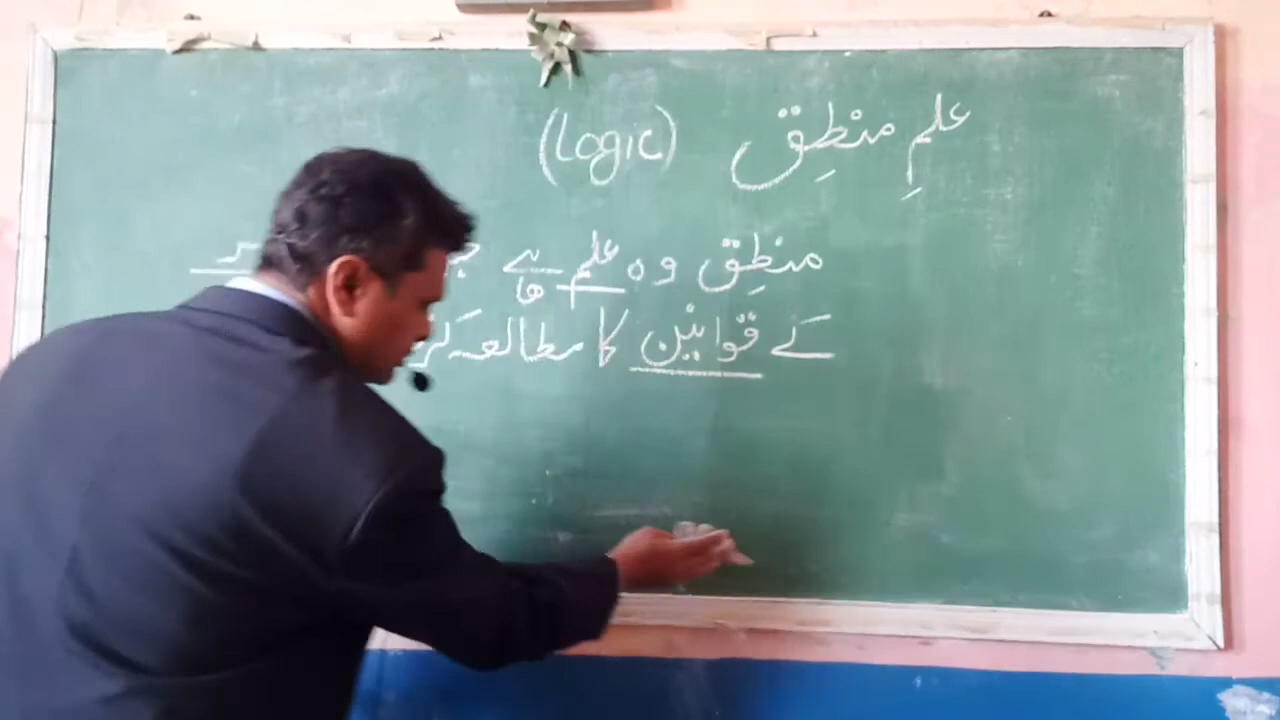 علمِ منطِق (Logic)
منطِق وہ علم ہے
کے قوانین کا مطالعہ